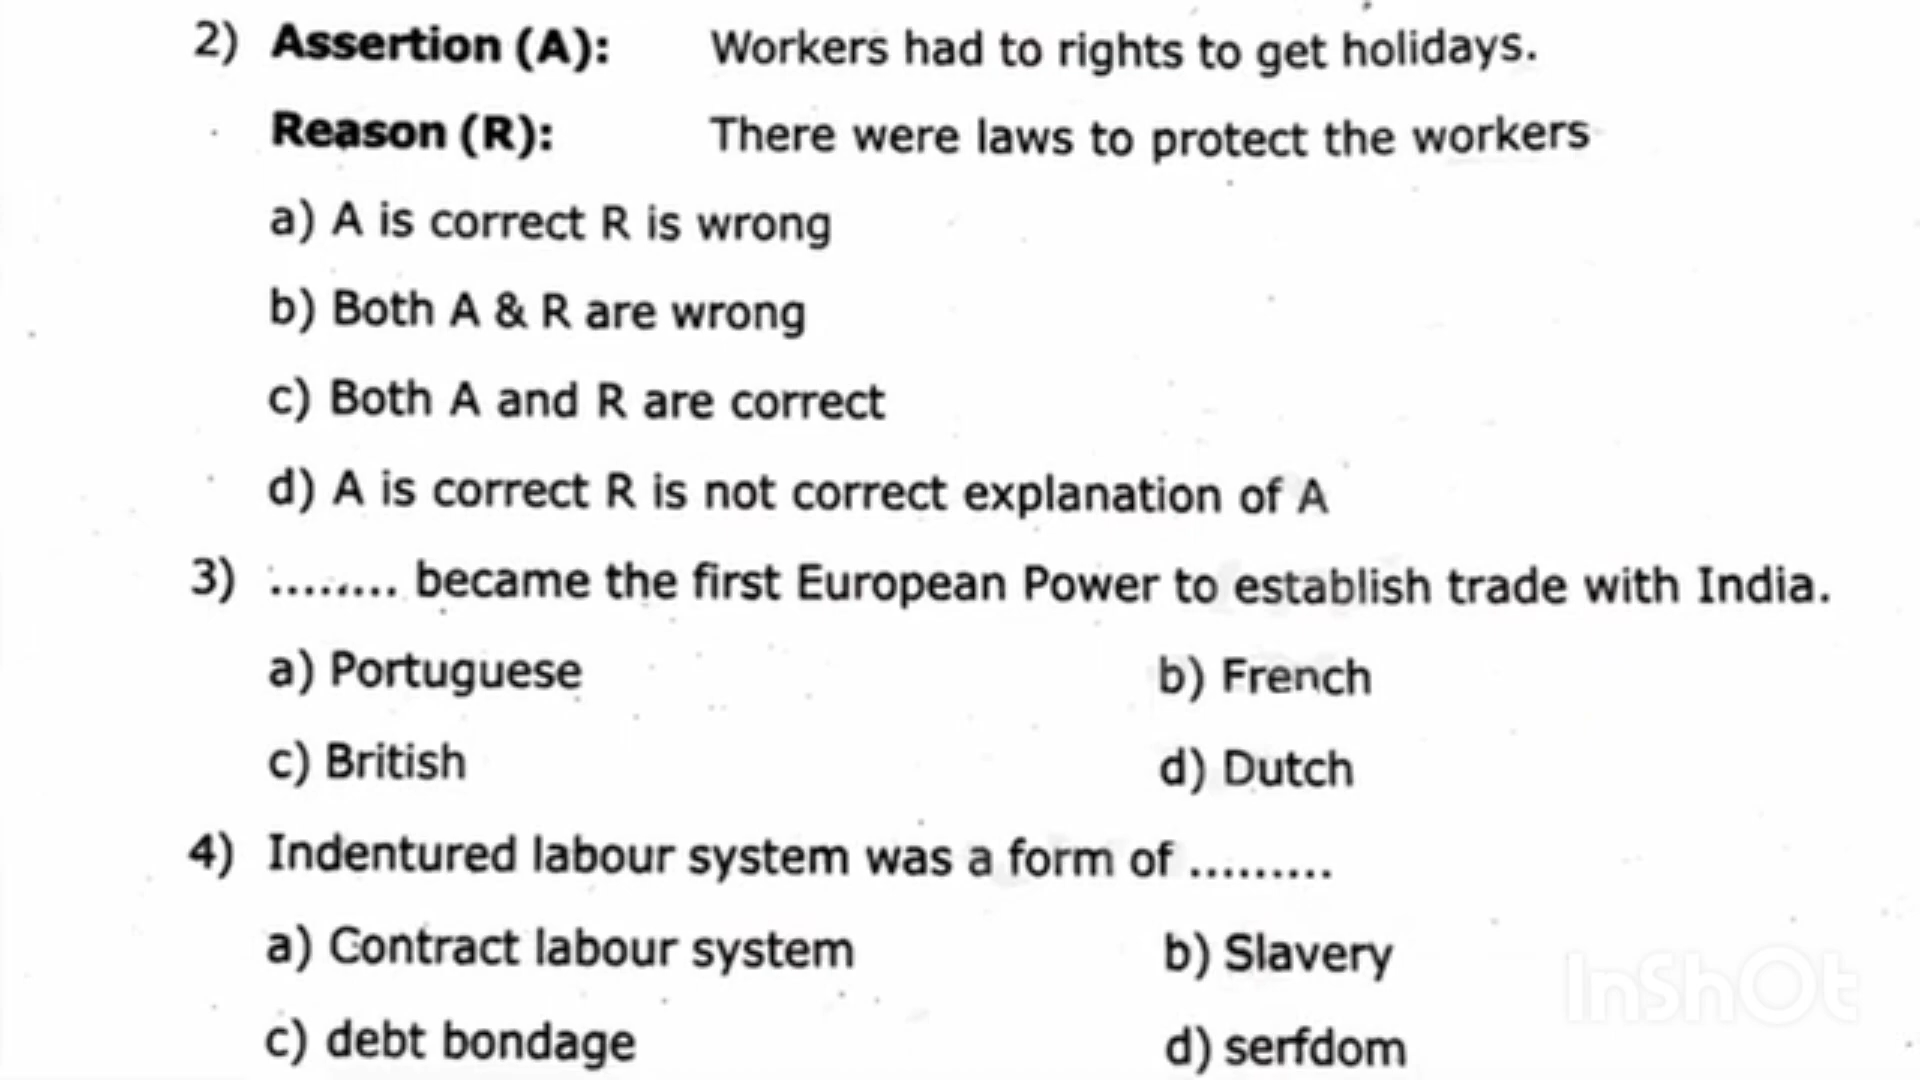 2) Assertion (A): Workers had to rights to get holidays.
Reason (R): There were laws to protect the workers
a) A is correct R is wrong
b) Both A & R are wrong
c) Both A and R are correct
d) A is correct R is not correct explanation of A
3) ......... became the first European Power to establish trade with India.
a) Portuguese b) French
c) British d) Dutch
4) Indentured labour system was a form of .........
a) Contract labour system b) Slavery
c) debt bondage d) serfdom
InShOt